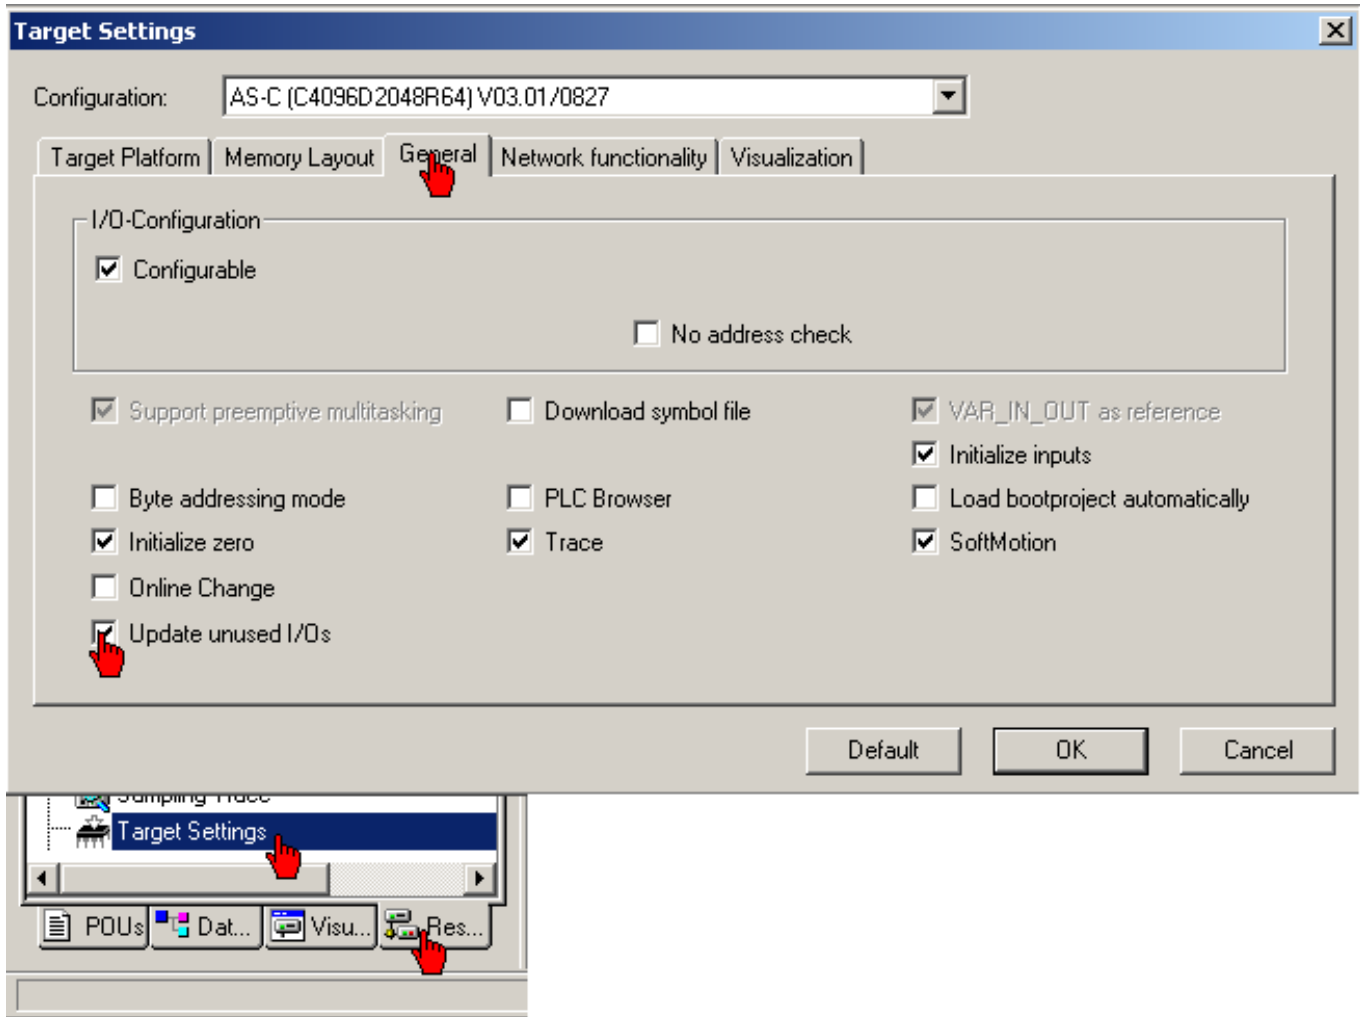 Target Settings
Configuration: AS-C (C4096D2048R64) V03.01/0827
Target Platform Memory Layout General Network functionality Visualization
I/O-Configuration
Configurable
No address check
Support preemptive multitasking Download symbol file VAR_IN_OUT as reference
Initialize inputs
Byte addressing mode PLC Browser Load bootproject automatically
Initialize zero Trace SoftMotion
Online Change
Update unused I/Os
Default OK Cancel
Sampling Trace
Target Settings
POUs Dat... Visu... Res...